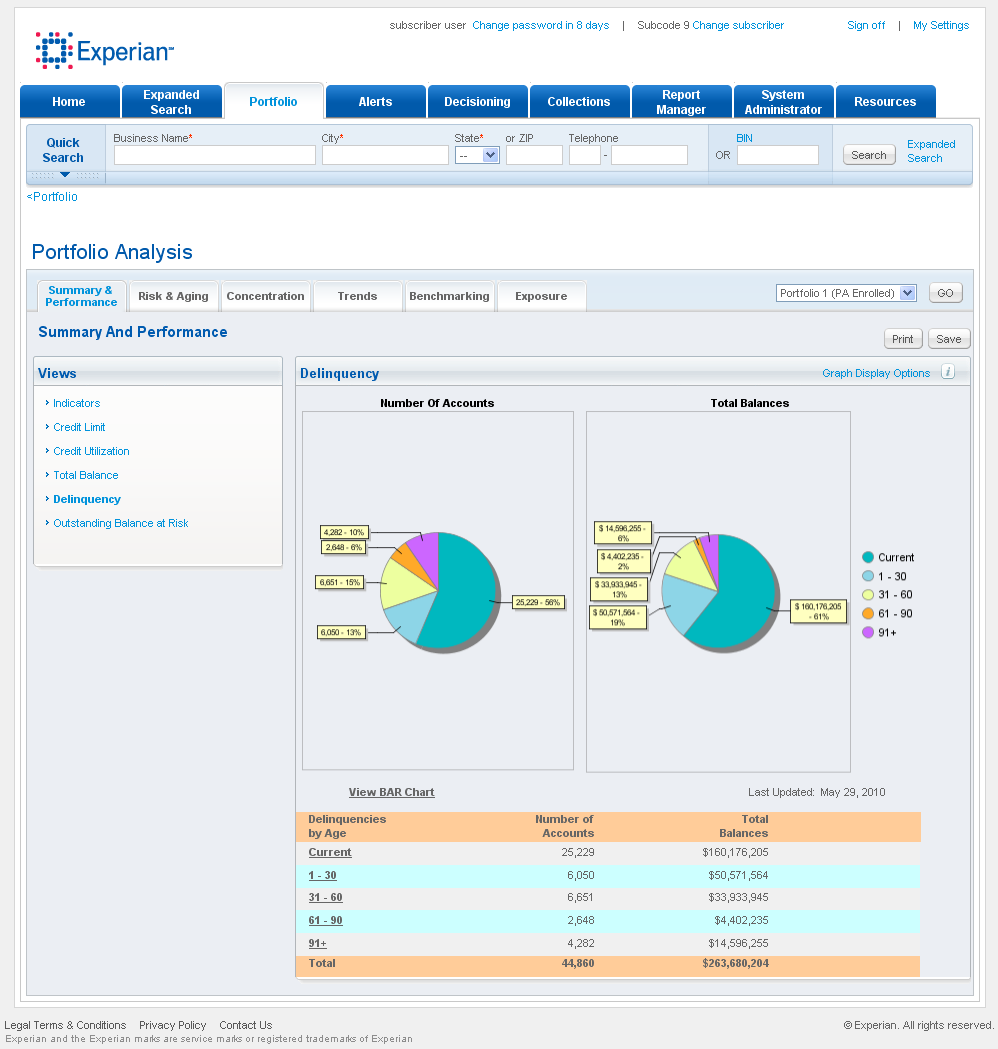 subscriber user Change password in 8 days | Subcode 9 Change subscriber Sign off | My Settings
Experian™
Home Expanded Search Portfolio Alerts Decisioning Collections Report Manager System Administrator Resources
Quick Search
Business Name* City* State* or ZIP Telephone BIN
-- - OR Search Expanded Search
<Portfolio
Portfolio Analysis
Summary & Performance Risk & Aging Concentration Trends Benchmarking Exposure Portfolio 1 (PA Enrolled) GO
Summary And Performance
Print Save
Views
Indicators
Credit Limit
Credit Utilization
Total Balance
Delinquency
Outstanding Balance at Risk
Delinquency Graph Display Options i
Number Of Accounts
4,282 - 10%
2,648 - 6%
6,651 - 15%
6,050 - 13%
25,229 - 56%
Total Balances
$ 14,596,255 -
6%
$ 4,402,235 -
2%
$ 33,933,945 -
13%
$ 50,571,564 -
19%
$ 160,176,205
- 61%
Current
1 - 30
31 - 60
61 - 90
91+
View BAR Chart Last Updated: May 29, 2010
Delinquencies by Age Number of Accounts Total Balances
Current 25,229 $160,176,205
1 - 30 6,050 $50,571,564
31 - 60 6,651 $33,933,945
61 - 90 2,648 $4,402,235
91+ 4,282 $14,596,255
Total 44,860 $263,680,204
Legal Terms & Conditions Privacy Policy Contact Us © Experian. All rights reserved.
Experian and the Experian marks are service marks or registered trademarks of Experian